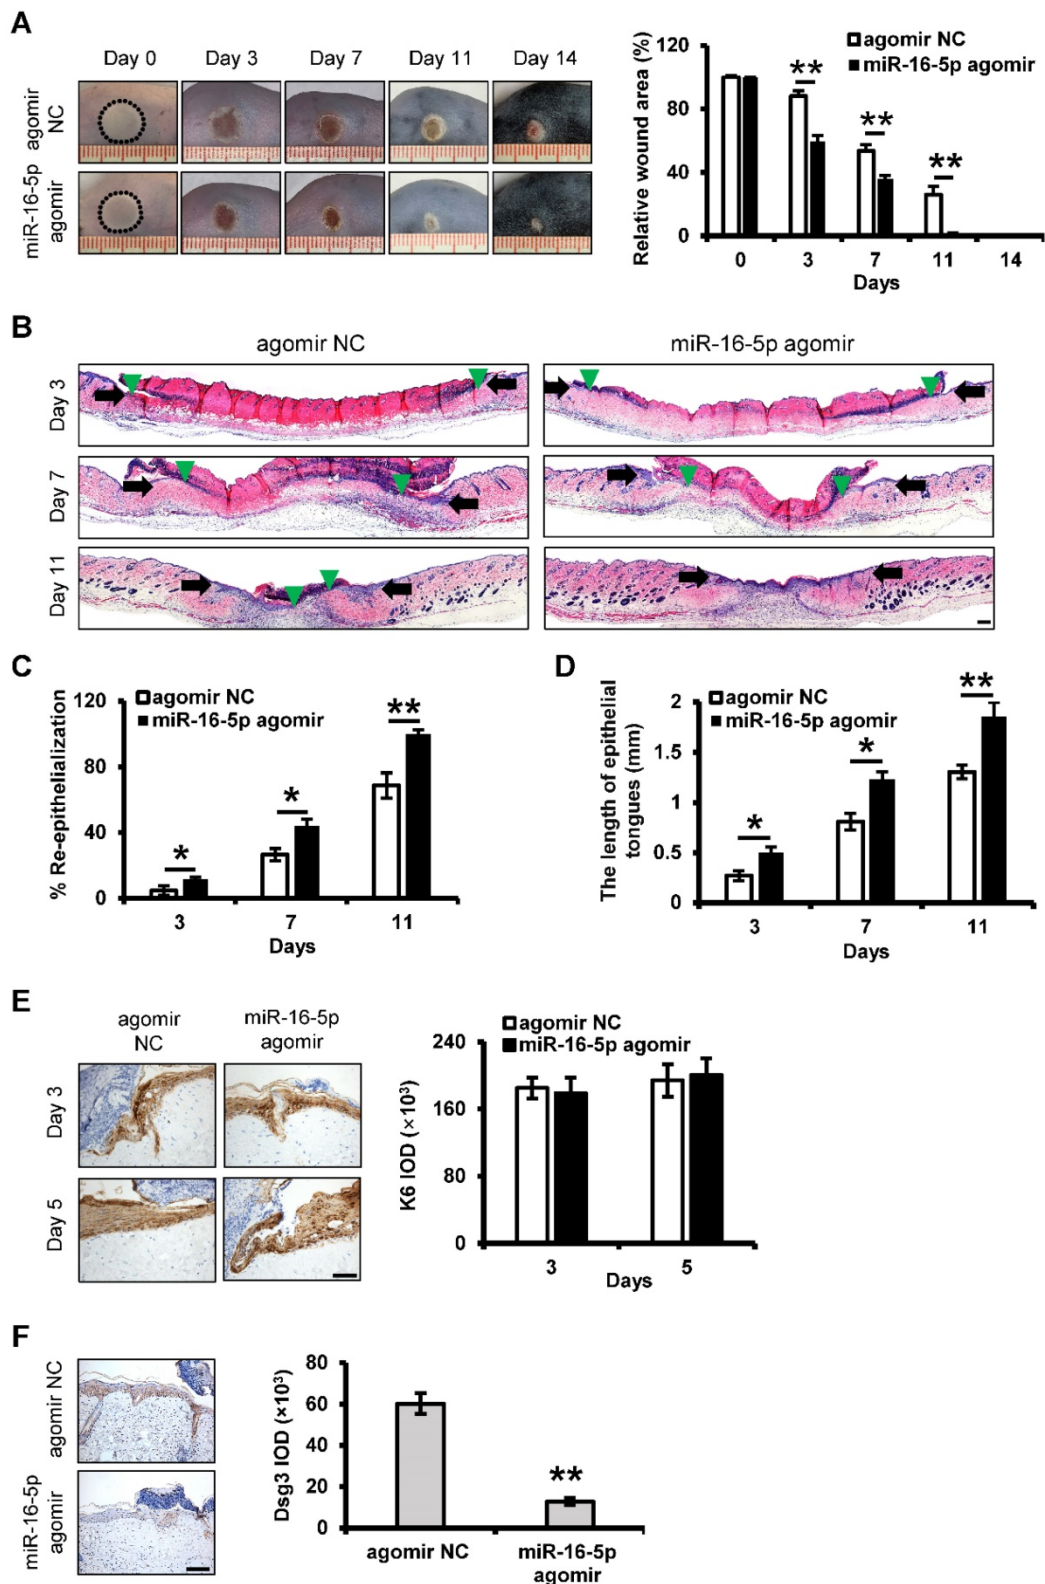 A
Day 0 Day 3 Day 7 Day 11 Day 14
agomir
NC
miR-16-5p
agomir
Relative wound area (%)
120
80
40
0
agomir NC
miR-16-5p agomir
** ** **
0 3 7 11 14
Days
B
agomir NC miR-16-5p agomir
Day 3
Day 7
Day 11
C
% Re-epithelialization
120
80
40
0
agomir NC
miR-16-5p agomir
* * **
3 7 11
Days
D
The length of epithelial
tongues (mm)
2
1.5
1
0.5
0
agomir NC
miR-16-5p agomir
* * **
3 7 11
Days
E
agomir
NC
miR-16-5p
agomir
Day 3
Day 5
K6 IOD (×10³)
240
160
80
0
agomir NC
miR-16-5p agomir
3 5
Days
F
agomir NC
miR-16-5p
agomir
Dsg3 IOD (×10³)
80
60
40
20
0
**
agomir NC
miR-16-5p
agomir